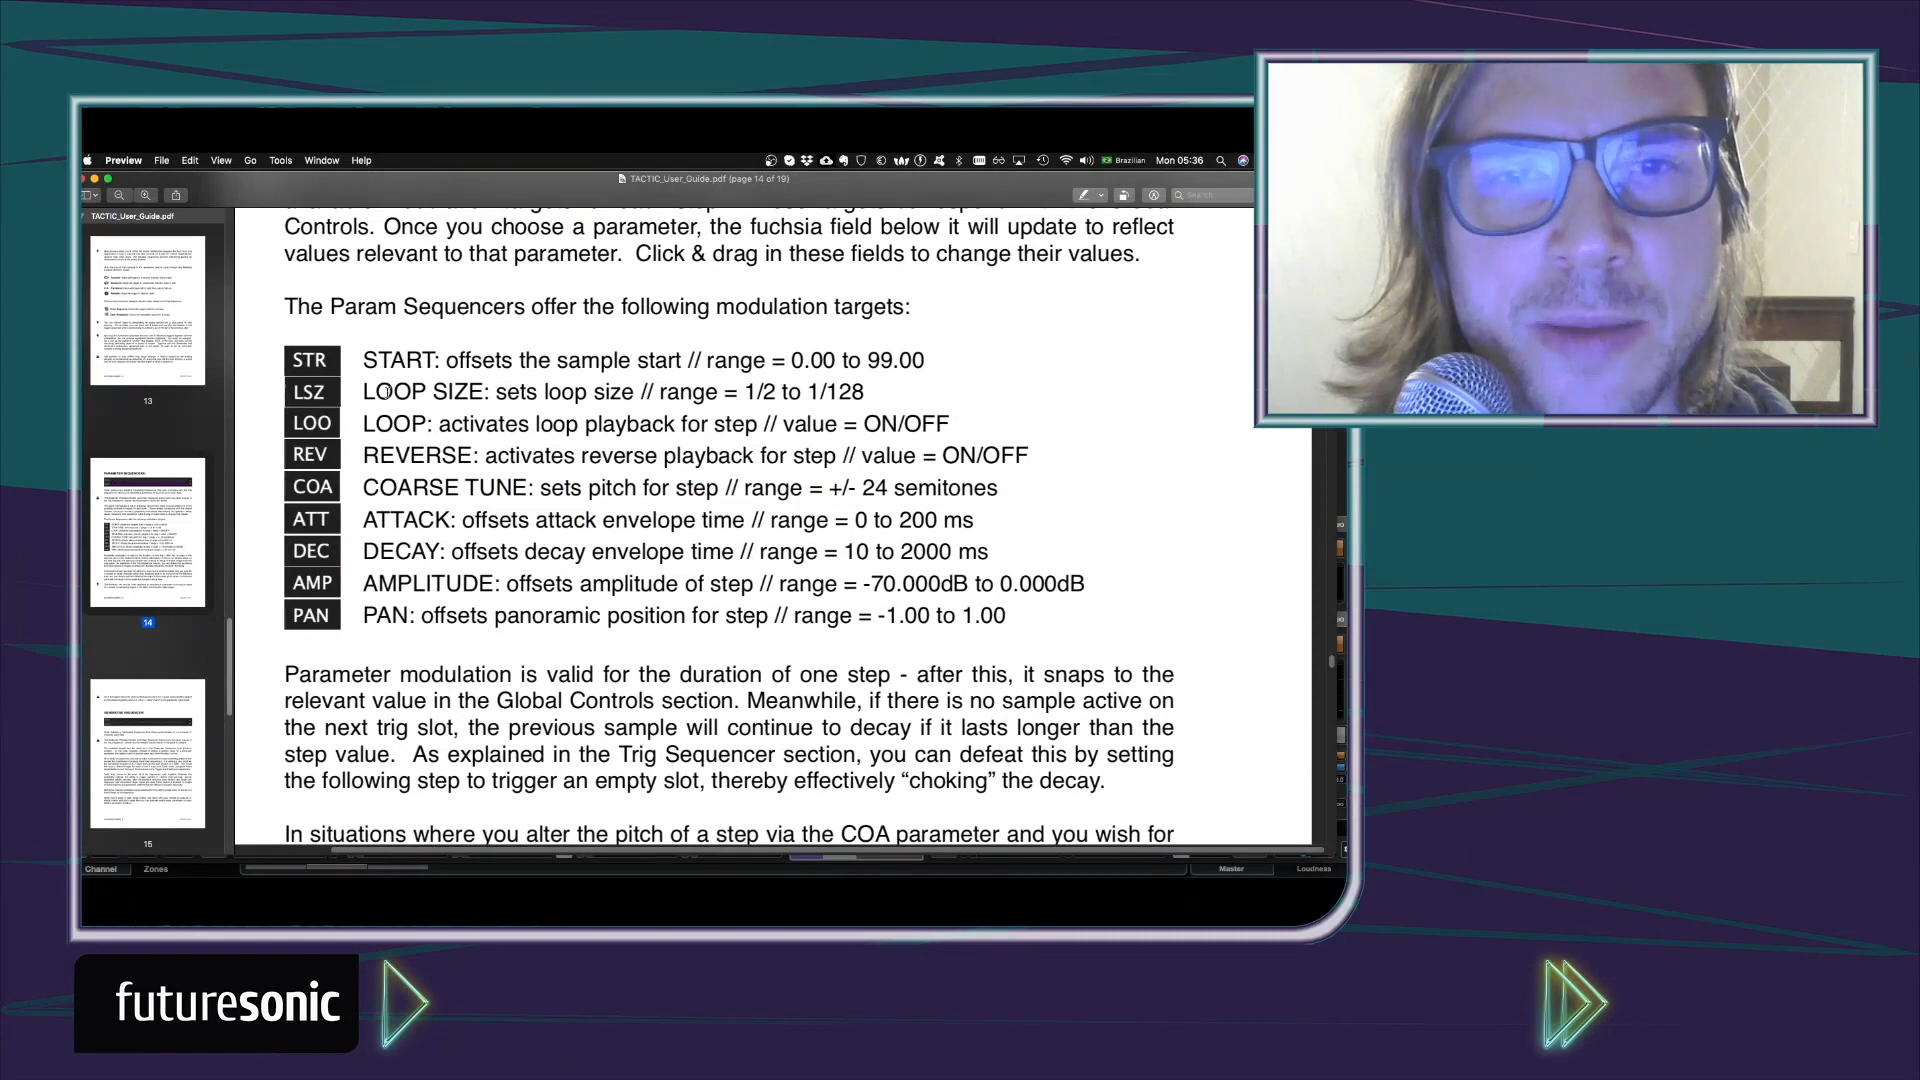 Preview File Edit View Go Tools Window Help
Brazilian Mon 05:36
TACTIC_User_Guide.pdf (page 14 of 19)
Search
TACTIC_User_Guide.pdf
Controls. Once you choose a parameter, the fuchsia field below it will update to reflect
values relevant to that parameter. Click & drag in these fields to change their values.
The Param Sequencers offer the following modulation targets:
STR START: offsets the sample start // range = 0.00 to 99.00
LSZ LOOP SIZE: sets loop size // range = 1/2 to 1/128
LOO LOOP: activates loop playback for step // value = ON/OFF
REV REVERSE: activates reverse playback for step // value = ON/OFF
COA COARSE TUNE: sets pitch for step // range = +/- 24 semitones
ATT ATTACK: offsets attack envelope time // range = 0 to 200 ms
DEC DECAY: offsets decay envelope time // range = 10 to 2000 ms
AMP AMPLITUDE: offsets amplitude of step // range = -70.000dB to 0.000dB
PAN PAN: offsets panoramic position for step // range = -1.00 to 1.00
Parameter modulation is valid for the duration of one step - after this, it snaps to the
relevant value in the Global Controls section. Meanwhile, if there is no sample active on
the next trig slot, the previous sample will continue to decay if it lasts longer than the
step value. As explained in the Trig Sequencer section, you can defeat this by setting
the following step to trigger an empty slot, thereby effectively “choking” the decay.
In situations where you alter the pitch of a step via the COA parameter and you wish for
13
14
15
Channel Zones
Master Loudness
futuresonic